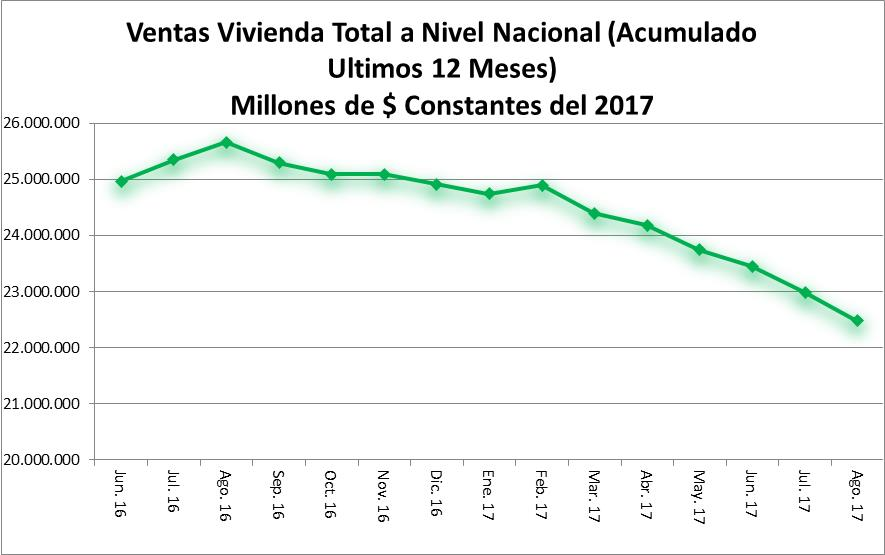 Ventas Vivienda Total a Nivel Nacional (Acumulado
Ultimos 12 Meses)
Millones de $ Constantes del 2017
26.000.000
25.000.000
24.000.000
23.000.000
22.000.000
21.000.000
20.000.000
Jun. 16
Jul. 16
Ago. 16
Sep. 16
Oct. 16
Nov. 16
Dic. 16
Ene. 17
Feb. 17
Mar. 17
Abr. 17
May. 17
Jun. 17
Jul. 17
Ago. 17